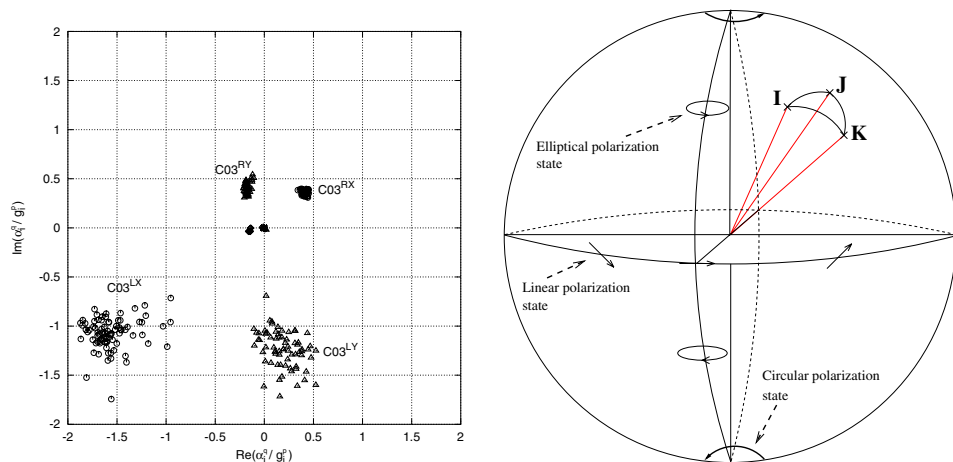 2
1.5
1
0.5
0
-0.5
-1
-1.5
-2
-2 -1.5 -1 -0.5 0 0.5 1 1.5 2
Im(α_i^q / g_i^p)
Re(α_i^q / g_i^p)
C03^RY
C03^RX
C03^LX
C03^LY
I
J
K
Elliptical polarization
state
Linear polarization
state
Circular polarization
state